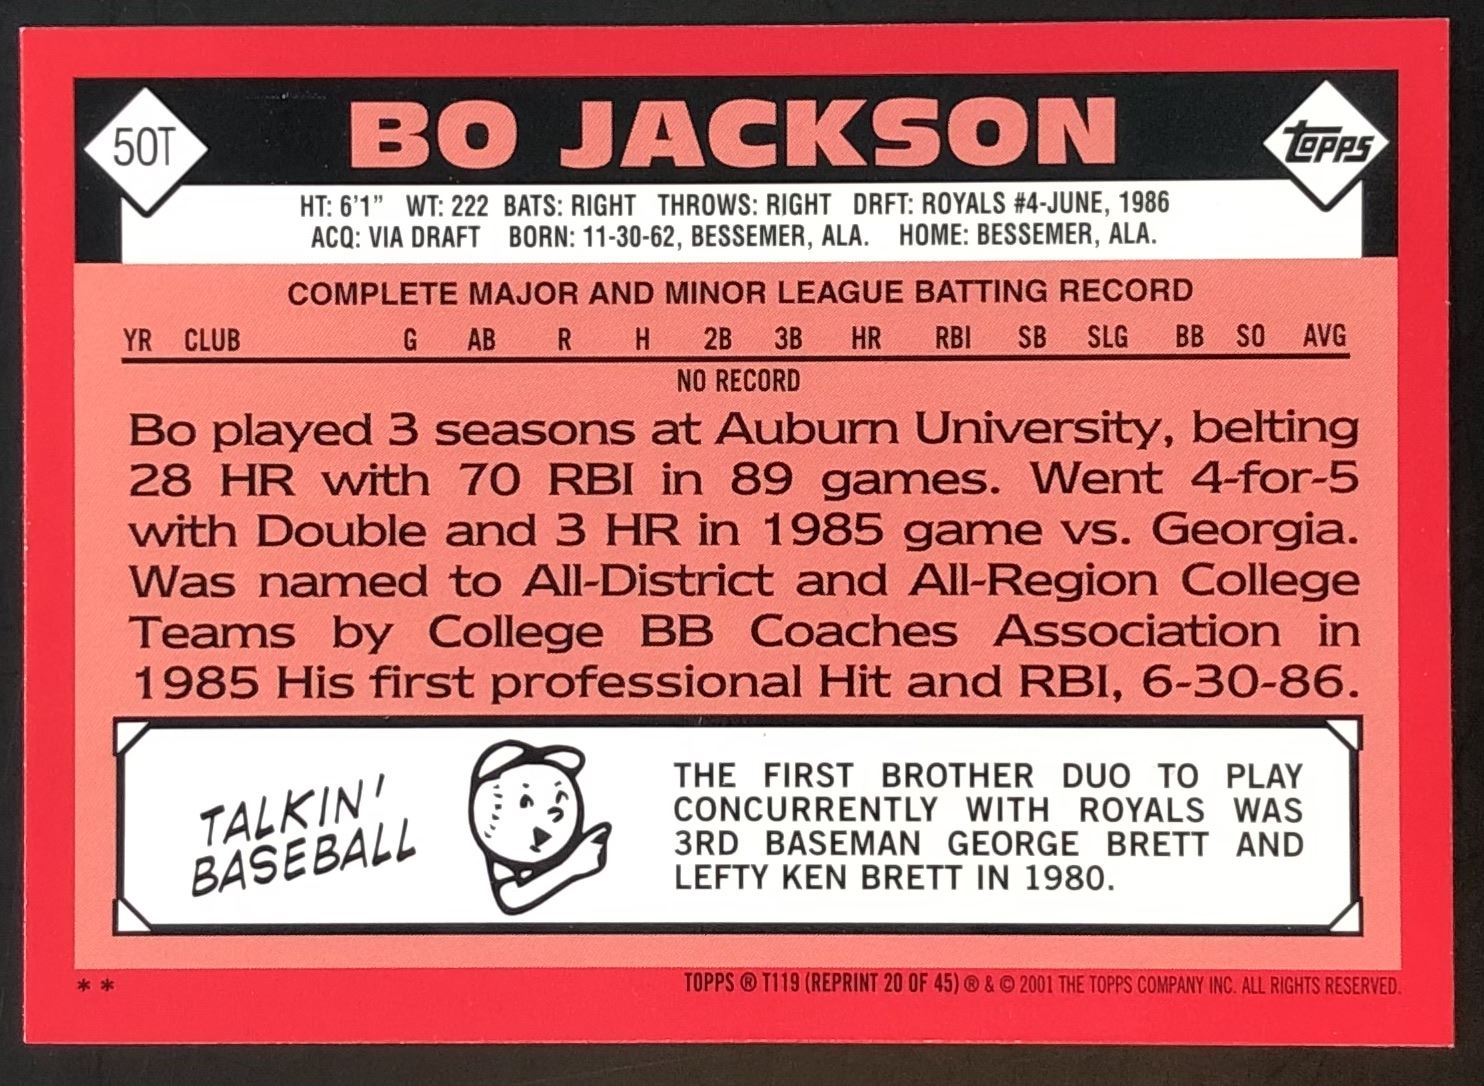 50T
BO JACKSON
topps
HT: 6'1” WT: 222 BATS: RIGHT THROWS: RIGHT DRFT: ROYALS #4-JUNE, 1986
ACQ: VIA DRAFT BORN: 11-30-62, BESSEMER, ALA. HOME: BESSEMER, ALA.
COMPLETE MAJOR AND MINOR LEAGUE BATTING RECORD
YR CLUB G AB R H 2B 3B HR RBI SB SLG BB SO AVG
NO RECORD
Bo played 3 seasons at Auburn University, belting
28 HR with 70 RBI in 89 games. Went 4-for-5
with Double and 3 HR in 1985 game vs. Georgia.
Was named to All-District and All-Region College
Teams by College BB Coaches Association in
1985 His first professional Hit and RBI, 6-30-86.
TALKIN'
BASEBALL
THE FIRST BROTHER DUO TO PLAY
CONCURRENTLY WITH ROYALS WAS
3RD BASEMAN GEORGE BRETT AND
LEFTY KEN BRETT IN 1980.
** TOPPS ® T119 (REPRINT 20 OF 45) ® & © 2001 THE TOPPS COMPANY INC. ALL RIGHTS RESERVED.